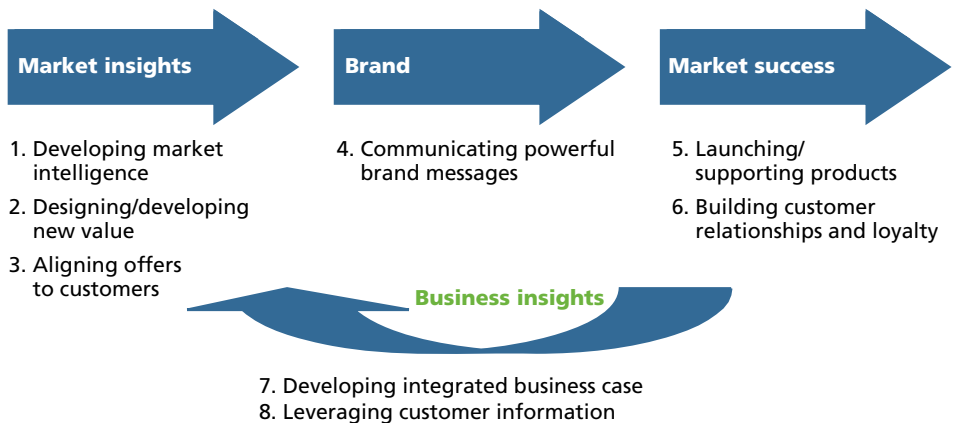 Market insights
1. Developing market
intelligence
2. Designing/developing
new value
3. Aligning offers
to customers
Brand
4. Communicating powerful
brand messages
Market success
5. Launching/
supporting products
6. Building customer
relationships and loyalty
Business insights
7. Developing integrated business case
8. Leveraging customer information